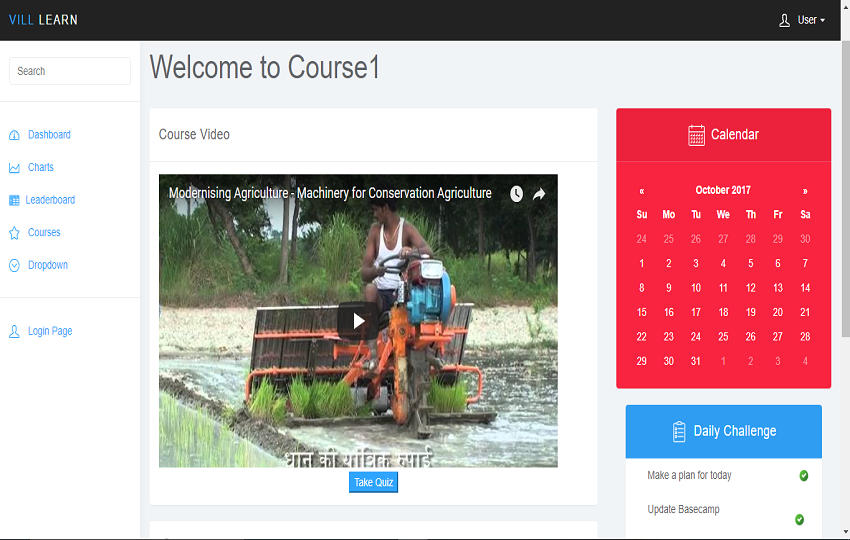 VILL LEARN
User
Search
Dashboard
Charts
Leaderboard
Courses
Dropdown
Login Page
Welcome to Course1
Course Video
Modernising Agriculture - Machinery for Conservation Agriculture
धान की यांत्रिक रूपाई
Take Quiz
Calendar
« October 2017 »
Su Mo Tu We Th Fr Sa
24 25 26 27 28 29 30
1 2 3 4 5 6 7
8 9 10 11 12 13 14
15 16 17 18 19 20 21
22 23 24 25 26 27 28
29 30 31 1 2 3 4
Daily Challenge
Make a plan for today
Update Basecamp